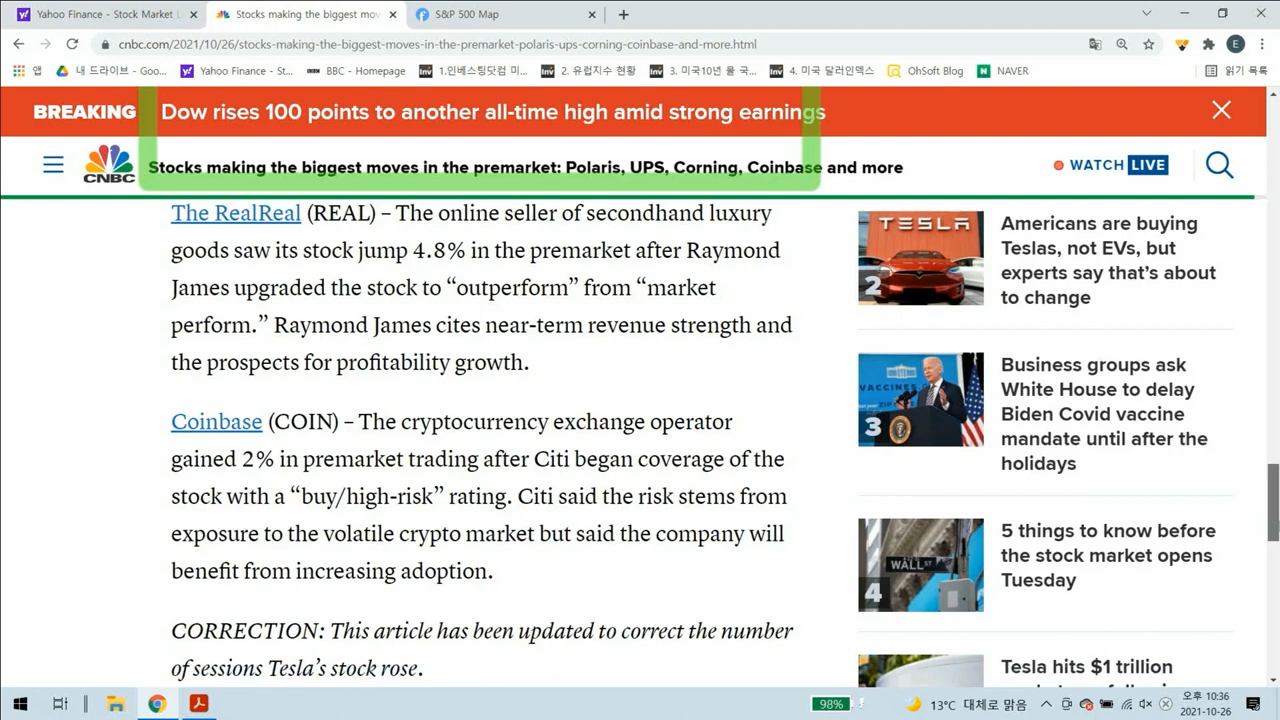 Yahoo Finance - Stock Market L
Stocks making the biggest mov
S&P 500 Map
cnbc.com/2021/10/26/stocks-making-the-biggest-moves-in-the-premarket-polaris-ups-corning-coinbase-and-more.html
E
앱
내 드라이브 - Goo...
Yahoo Finance - St...
BBC - Homepage
1.인베스팅닷컴 미...
2. 유럽지수 현황
3. 미국10년 물 국...
4. 미국 달러인덱스
OhSoft Blog
NAVER
읽기 목록
BREAKING
Dow rises 100 points to another all-time high amid strong earnings
CNBC
Stocks making the biggest moves in the premarket: Polaris, UPS, Corning, Coinbase and more
WATCH LIVE
The RealReal (REAL) – The online seller of secondhand luxury
goods saw its stock jump 4.8% in the premarket after Raymond
James upgraded the stock to “outperform” from “market
perform.” Raymond James cites near-term revenue strength and
the prospects for profitability growth.
Coinbase (COIN) – The cryptocurrency exchange operator
gained 2% in premarket trading after Citi began coverage of the
stock with a “buy/high-risk” rating. Citi said the risk stems from
exposure to the volatile crypto market but said the company will
benefit from increasing adoption.
CORRECTION: This article has been updated to correct the number
of sessions Tesla’s stock rose.
TESLA
2
Americans are buying
Teslas, not EVs, but
experts say that’s about
to change
VACCINES
3
Business groups ask
White House to delay
Biden Covid vaccine
mandate until after the
holidays
WALL ST
4
5 things to know before
the stock market opens
Tuesday
Tesla hits $1 trillion
98%
13°C 대체로 맑음
오후 10:36
2021-10-26